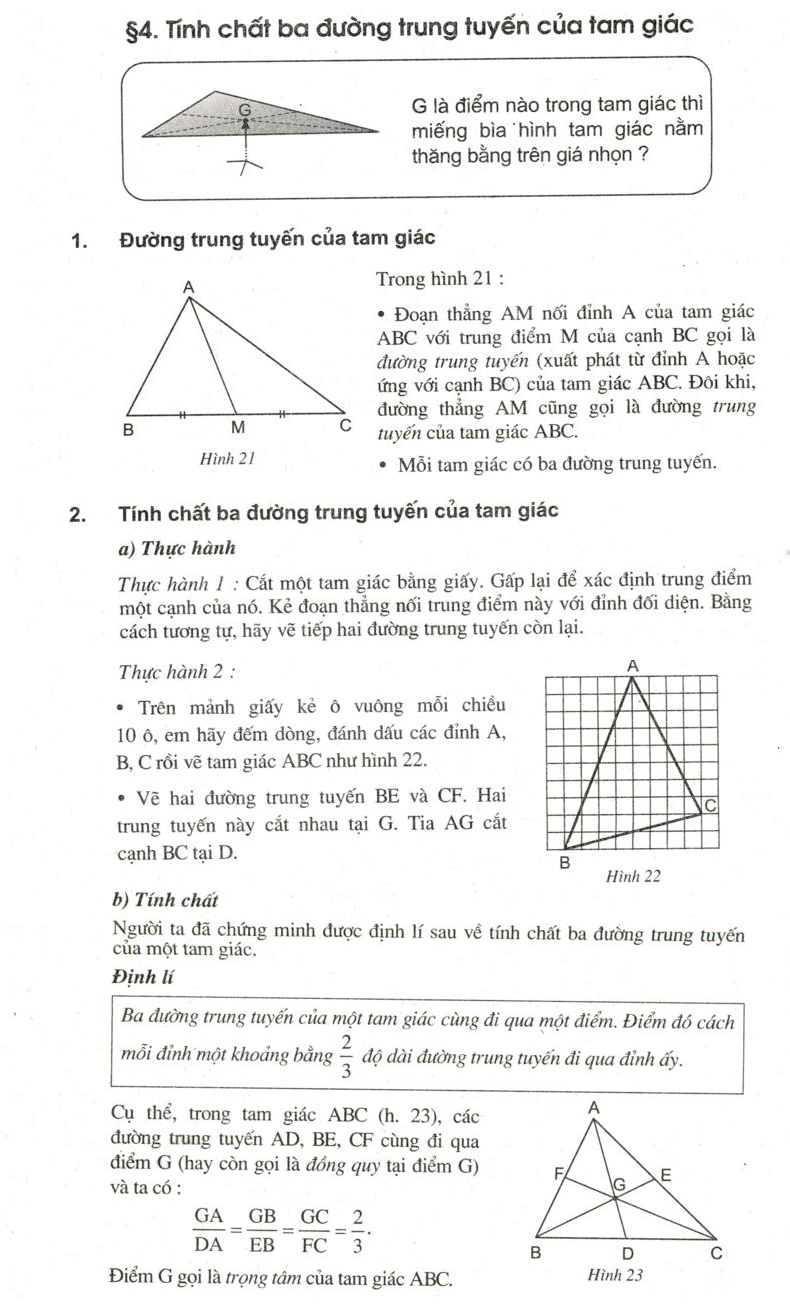 §4. Tính chất ba đường trung tuyến của tam giác
G
G là điểm nào trong tam giác thì
miếng bìa hình tam giác nằm
thăng bằng trên giá nhọn ?
1. Đường trung tuyến của tam giác
A
B
M
C
Hình 21
Trong hình 21 :
• Đoạn thẳng AM nối đỉnh A của tam giác
ABC với trung điểm M của cạnh BC gọi là
đường trung tuyến (xuất phát từ đỉnh A hoặc
ứng với cạnh BC) của tam giác ABC. Đôi khi,
đường thẳng AM cũng gọi là đường trung
tuyến của tam giác ABC.
• Mỗi tam giác có ba đường trung tuyến.
2. Tính chất ba đường trung tuyến của tam giác
a) Thực hành
Thực hành 1 : Cắt một tam giác bằng giấy. Gấp lại để xác định trung điểm
một cạnh của nó. Kẻ đoạn thẳng nối trung điểm này với đỉnh đối diện. Bằng
cách tương tự, hãy vẽ tiếp hai đường trung tuyến còn lại.
Thực hành 2 :
• Trên mảnh giấy kẻ ô vuông mỗi chiều
10 ô, em hãy đếm dòng, đánh dấu các đỉnh A,
B, C rồi vẽ tam giác ABC như hình 22.
• Vẽ hai đường trung tuyến BE và CF. Hai
trung tuyến này cắt nhau tại G. Tia AG cắt
cạnh BC tại D.
A
C
B
Hình 22
b) Tính chất
Người ta đã chứng minh được định lí sau về tính chất ba đường trung tuyến
của một tam giác.
Định lí
Ba đường trung tuyến của một tam giác cùng đi qua một điểm. Điểm đó cách
mỗi đỉnh một khoảng bằng 2/3 độ dài đường trung tuyến đi qua đỉnh ấy.
Cụ thể, trong tam giác ABC (h. 23), các
đường trung tuyến AD, BE, CF cùng đi qua
điểm G (hay còn gọi là đồng quy tại điểm G)
và ta có :
GA/DA = GB/EB = GC/FC = 2/3.
Điểm G gọi là trọng tâm của tam giác ABC.
A
F
E
G
B
D
C
Hình 23